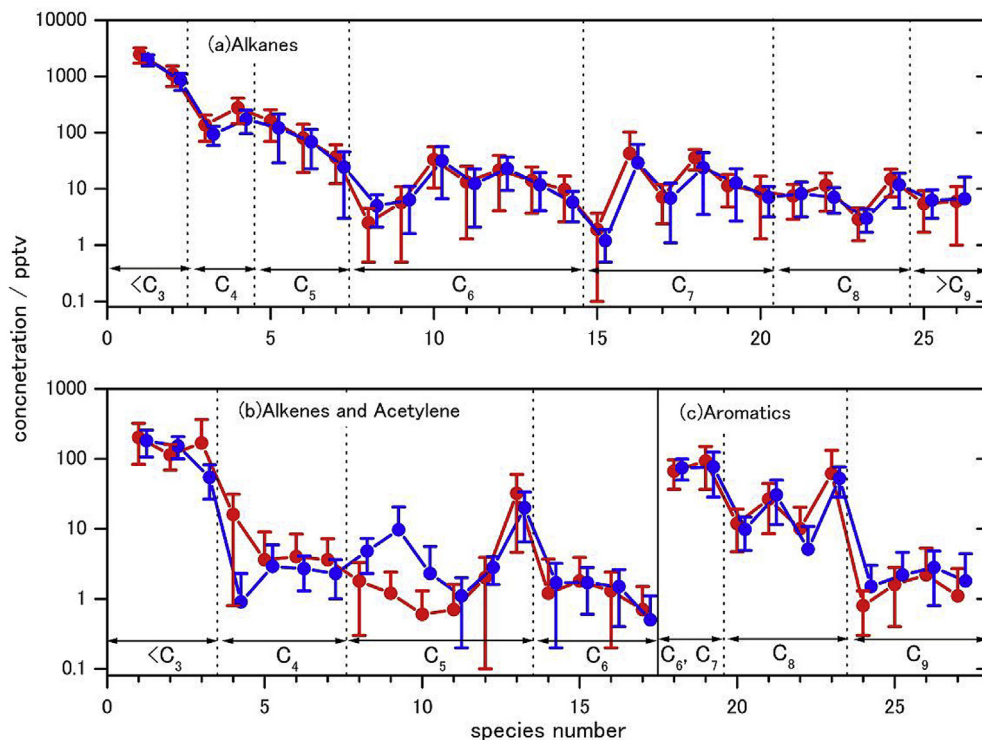 concnetration / pptv
10000
1000
100
10
1
0.1
(a)Alkanes
<C3
C4
C5
C6
C7
C8
>C9
0 5 10 15 20 25
1000
100
10
1
0.1
(b)Alkenes and Acetylene
(c)Aromatics
<C3
C4
C5
C6
C6, C7
C8
C9
0 5 10 15 20 25
species number